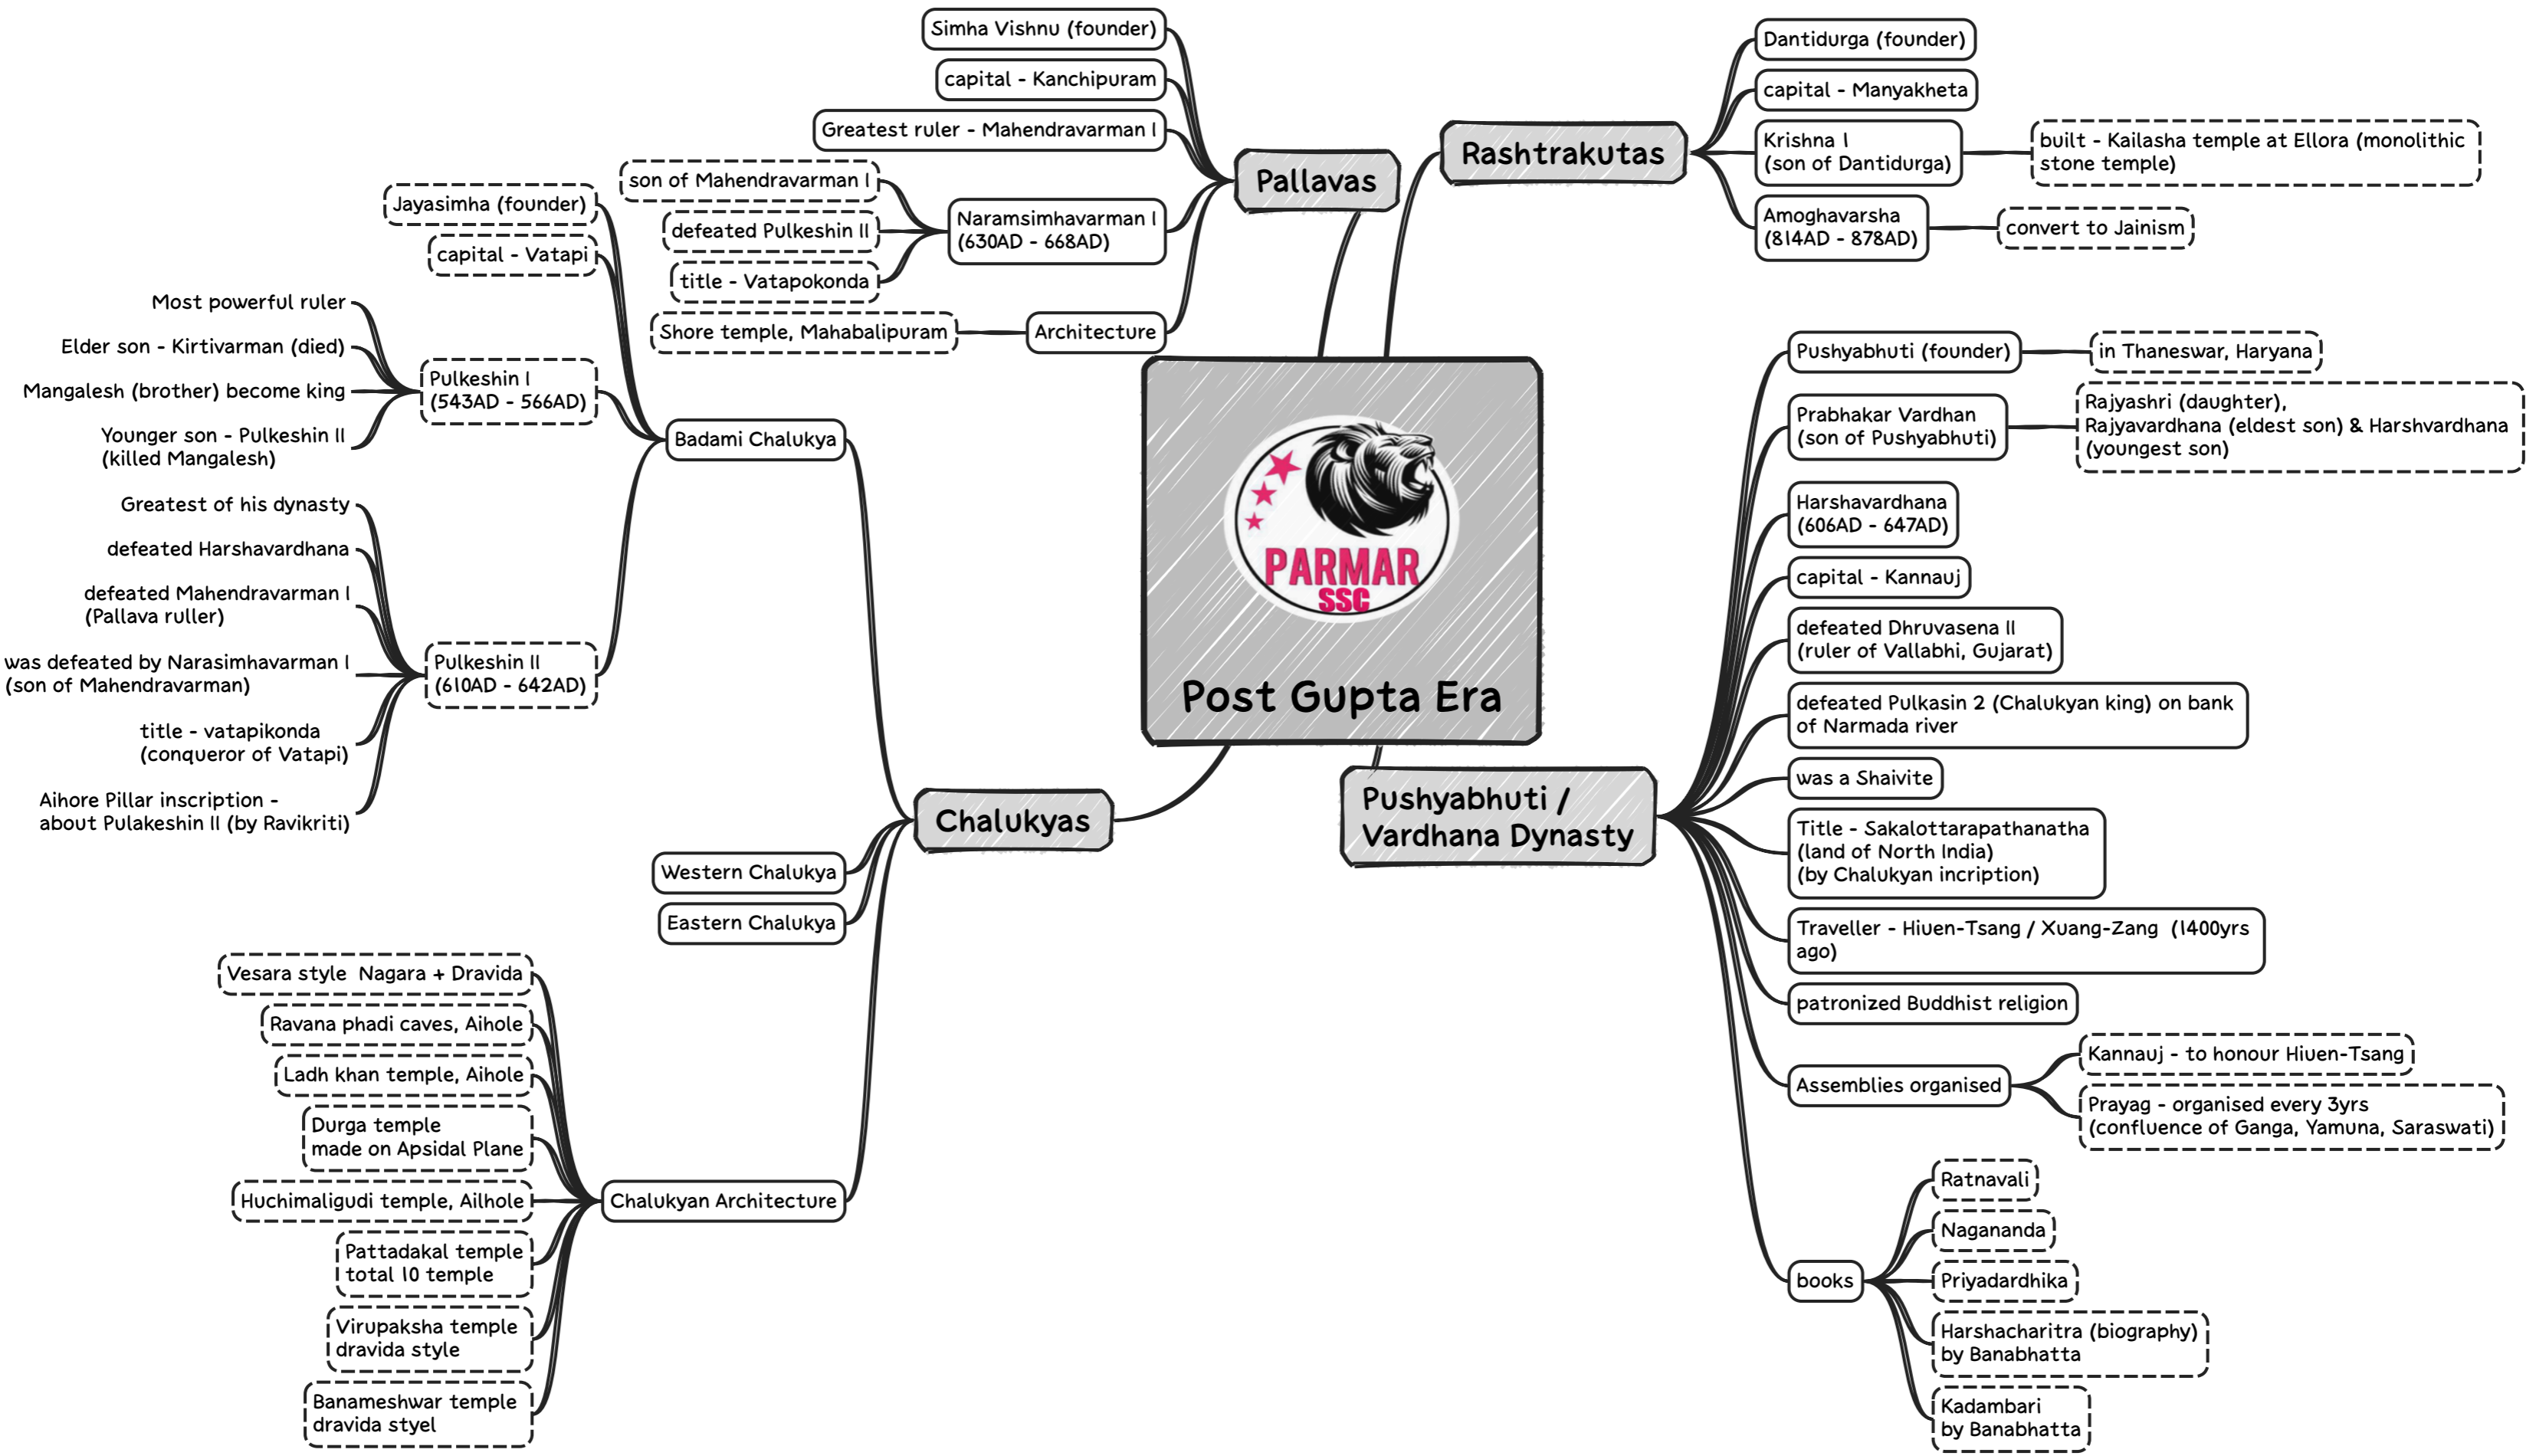 Simha Vishnu (founder)
capital - Kanchipuram
Greatest ruler - Mahendravarman I
son of Mahendravarman I
defeated Pulkeshin II
title - Vatapokonda
Naramsimhavarman I
(630AD - 668AD)
Shore temple, Mahabalipuram
Architecture
Pallavas
Rashtrakutas
Dantidurga (founder)
capital - Manyakheta
Krishna I
(son of Dantidurga)
built - Kailasha temple at Ellora (monolithic
stone temple)
Amoghavarsha
(814AD - 878AD)
convert to Jainism
Jayasimha (founder)
capital - Vatapi
Most powerful ruler
Elder son - Kirtivarman (died)
Mangalesh (brother) become king
Younger son - Pulkeshin II
(killed Mangalesh)
Pulkeshin I
(543AD - 566AD)
Badami Chalukya
Greatest of his dynasty
defeated Harshavardhana
defeated Mahendravarman I
(Pallava ruller)
was defeated by Narasimhavarman I
(son of Mahendravarman)
title - vatapikonda
(conqueror of Vatapi)
Aihore Pillar inscription -
about Pulakeshin II (by Ravikriti)
Pulkeshin II
(610AD - 642AD)
PARMAR
SSC
Post Gupta Era
Chalukyas
Western Chalukya
Eastern Chalukya
Vesara style  Nagara + Dravida
Ravana phadi caves, Aihole
Ladh khan temple, Aihole
Durga temple
made on Apsidal Plane
Huchimaligudi temple, Ailhole
Pattadakal temple
total 10 temple
Virupaksha temple
dravida style
Banameshwar temple
dravida styel
Chalukyan Architecture
Pushyabhuti /
Vardhana Dynasty
Pushyabhuti (founder)
in Thaneswar, Haryana
Prabhakar Vardhan
(son of Pushyabhuti)
Rajyashri (daughter),
Rajyavardhana (eldest son) & Harshvardhana
(youngest son)
Harshavardhana
(606AD - 647AD)
capital - Kannauj
defeated Dhruvasena II
(ruler of Vallabhi, Gujarat)
defeated Pulkasin 2 (Chalukyan king) on bank
of Narmada river
was a Shaivite
Title - Sakalottarapathanatha
(land of North India)
(by Chalukyan incription)
Traveller - Hiuen-Tsang / Xuang-Zang  (1400yrs
ago)
patronized Buddhist religion
Assemblies organised
Kannauj - to honour Hiuen-Tsang
Prayag - organised every 3yrs
(confluence of Ganga, Yamuna, Saraswati)
books
Ratnavali
Nagananda
Priyadardhika
Harshacharitra (biography)
by Banabhatta
Kadambari
by Banabhatta